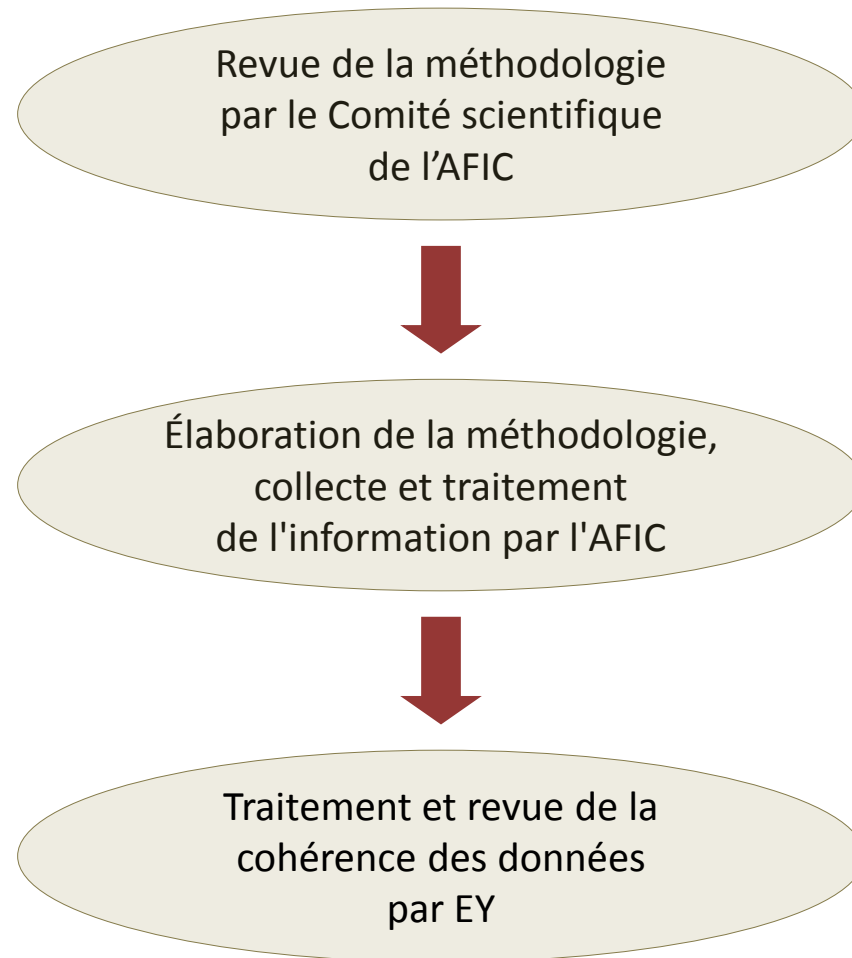 Revue de la méthodologie
par le Comité scientifique
de l’AFIC
Élaboration de la méthodologie,
collecte et traitement
de l'information par l'AFIC
Traitement et revue de la
cohérence des données
par EY